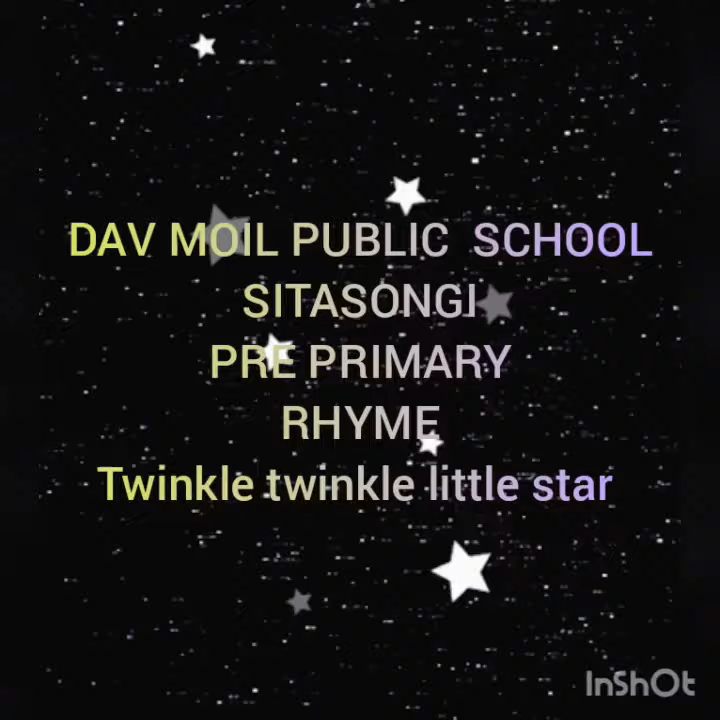 DAV MOIL PUBLIC SCHOOL
SITASONGI
PRE PRIMARY
RHYME
Twinkle twinkle little star
InShOt